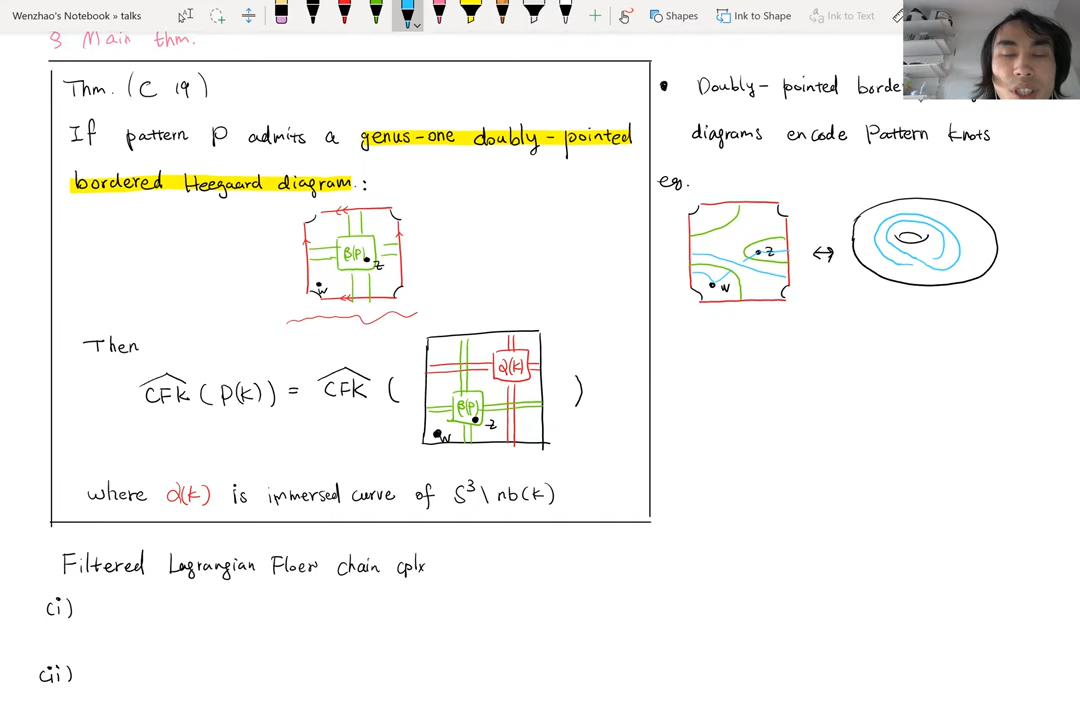 Wenzhao's Notebook » talks
Shapes
Ink to Shape
Ink to Text
3 Main thm.
Thm. (C 19)
If pattern P admits a genus-one doubly-pointed
bordered Heegaard diagram.:
β(P)
z
w
Then
CFK (P(K)) = CFK (
α(K)
β(P)
z
w
)
where α(K) is immersed curve of S³ \ nb(K)
Filtered Lagrangian Floer chain cplx
(i)
(ii)
• Doubly-pointed
diagrams encode Pattern knots
eg.
z
w